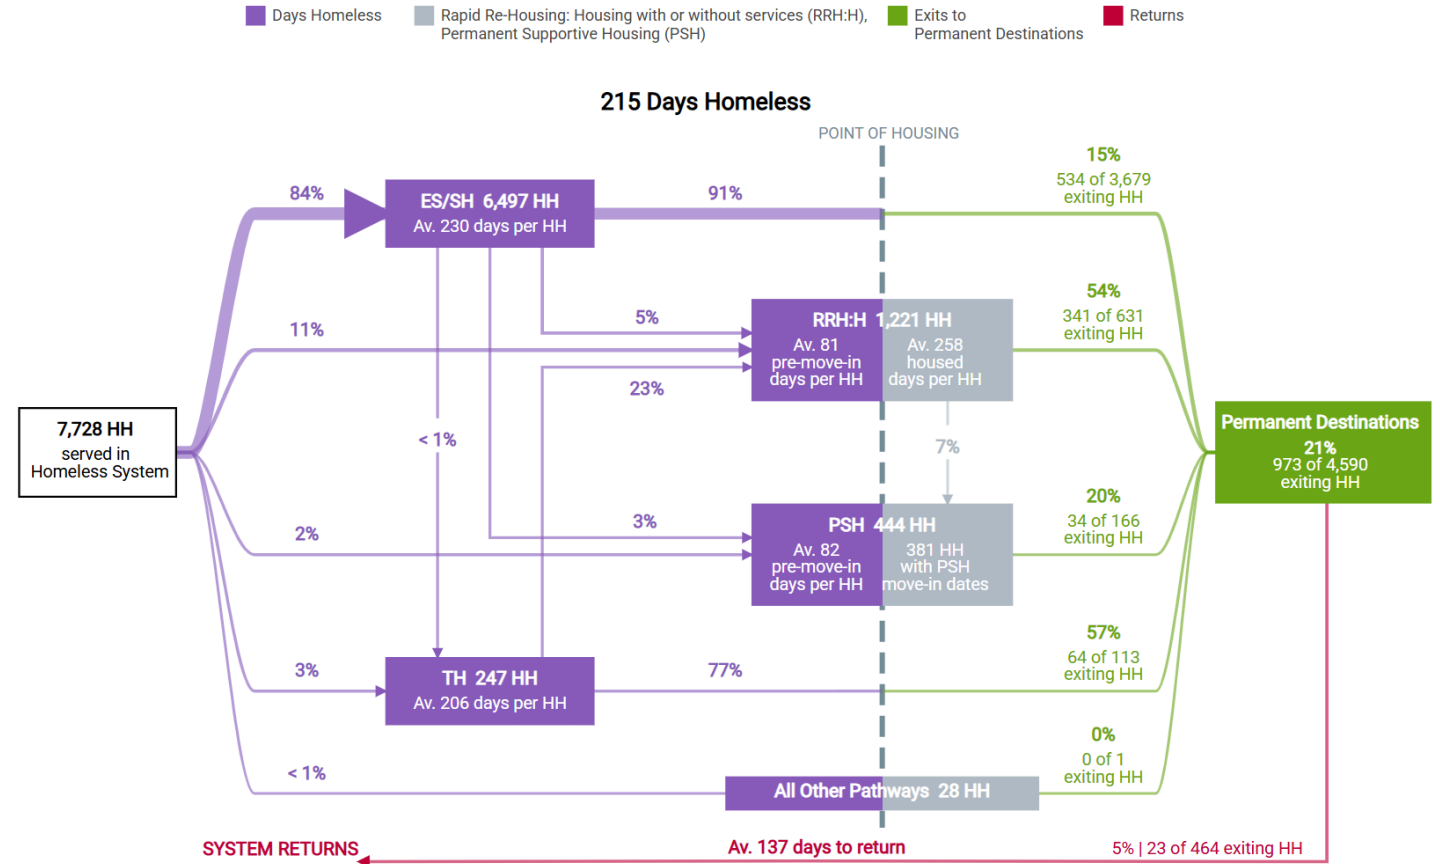 Days Homeless
Rapid Re-Housing: Housing with or without services (RRH:H),
Permanent Supportive Housing (PSH)
Exits to
Permanent Destinations
Returns
215 Days Homeless
POINT OF HOUSING
84%
ES/SH 6,497 HH
Av. 230 days per HH
91%
15%
534 of 3,679
exiting HH
11%
5%
23%
RRH:H 1,221 HH
Av. 81
pre-move-in
days per HH
Av. 258
housed
days per HH
54%
341 of 631
exiting HH
7,728 HH
served in
Homeless System
< 1%
7%
Permanent Destinations
21%
973 of 4,590
exiting HH
2%
3%
PSH 444 HH
Av. 82
pre-move-in
days per HH
381 HH
with PSH
move-in dates
20%
34 of 166
exiting HH
3%
TH 247 HH
Av. 206 days per HH
77%
57%
64 of 113
exiting HH
< 1%
All Other Pathways 28 HH
0%
0 of 1
exiting HH
SYSTEM RETURNS
Av. 137 days to return
5% | 23 of 464 exiting HH